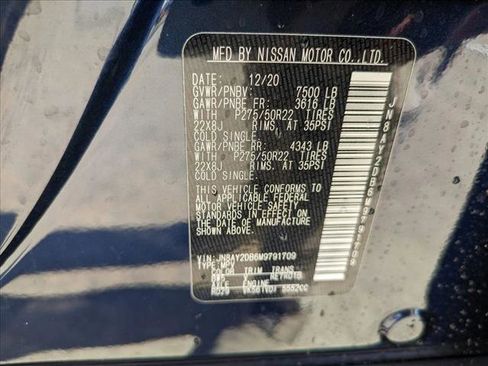 MFD BY NISSAN MOTOR CO.,LTD.
DATE: 12/20
GVWR/PNBV: 7500 LB
GAWR/PNBE FR: 3616 LB
WITH P275/50R22 TIRES
22X8J RIMS, AT 35PSI
COLD SINGLE.
GAWR/PNBE RR: 4343 LB
WITH P275/50R22 TIRES
22X8J RIMS, AT 35PSI
COLD SINGLE.
THIS VEHICLE CONFORMS TO
ALL APPLICABLE FEDERAL
MOTOR VEHICLE SAFETY
STANDARDS IN EFFECT ON
THE DATE OF MANUFACTURE
SHOWN ABOVE.
VIN: JN8AY2DB6M9791709
TYPE: MPV
COLOR TRIM TRANS
AXLE ENGINE
5552CC
JN8AY2DB6M9791709